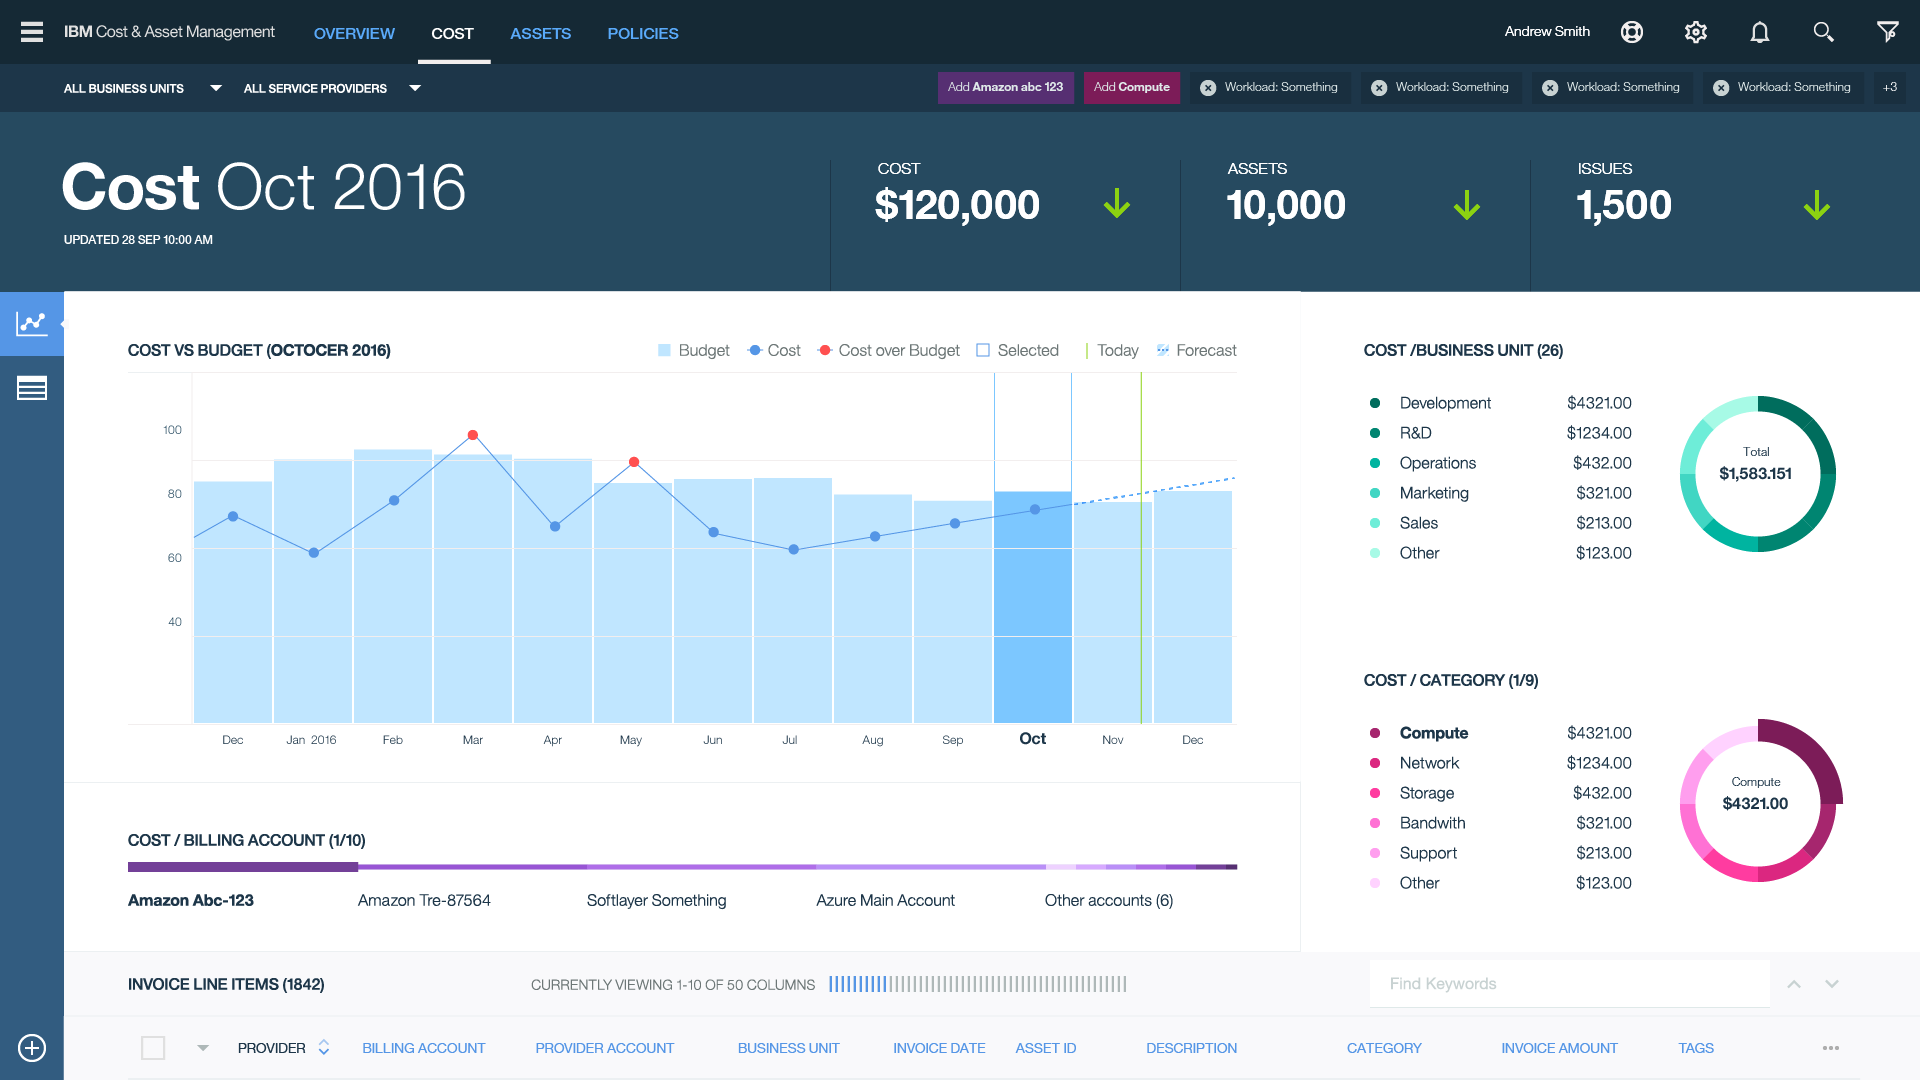 IBM Cost & Asset Management OVERVIEW COST ASSETS POLICIES Andrew Smith
ALL BUSINESS UNITS ALL SERVICE PROVIDERS Add Amazon abc 123 Add Compute Workload: Something Workload: Something Workload: Something Workload: Something +3
Cost Oct 2016
UPDATED 28 SEP 10:00 AM
COST
$120,000
ASSETS
10,000
ISSUES
1,500
COST VS BUDGET (OCTOCER 2016) Budget Cost Cost over Budget Selected Today Forecast
100
80
60
40
Dec Jan 2016 Feb Mar Apr May Jun Jul Aug Sep Oct Nov Dec
COST /BUSINESS UNIT (26)
Development $4321.00
R&D $1234.00
Operations $432.00
Marketing $321.00
Sales $213.00
Other $123.00
Total
$1,583.151
COST / CATEGORY (1/9)
Compute $4321.00
Network $1234.00
Storage $432.00
Bandwith $321.00
Support $213.00
Other $123.00
Compute
$4321.00
COST / BILLING ACCOUNT (1/10)
Amazon Abc-123 Amazon Tre-87564 Softlayer Something Azure Main Account Other accounts (6)
INVOICE LINE ITEMS (1842) CURRENTLY VIEWING 1-10 OF 50 COLUMNS Find Keywords
PROVIDER BILLING ACCOUNT PROVIDER ACCOUNT BUSINESS UNIT INVOICE DATE ASSET ID DESCRIPTION CATEGORY INVOICE AMOUNT TAGS